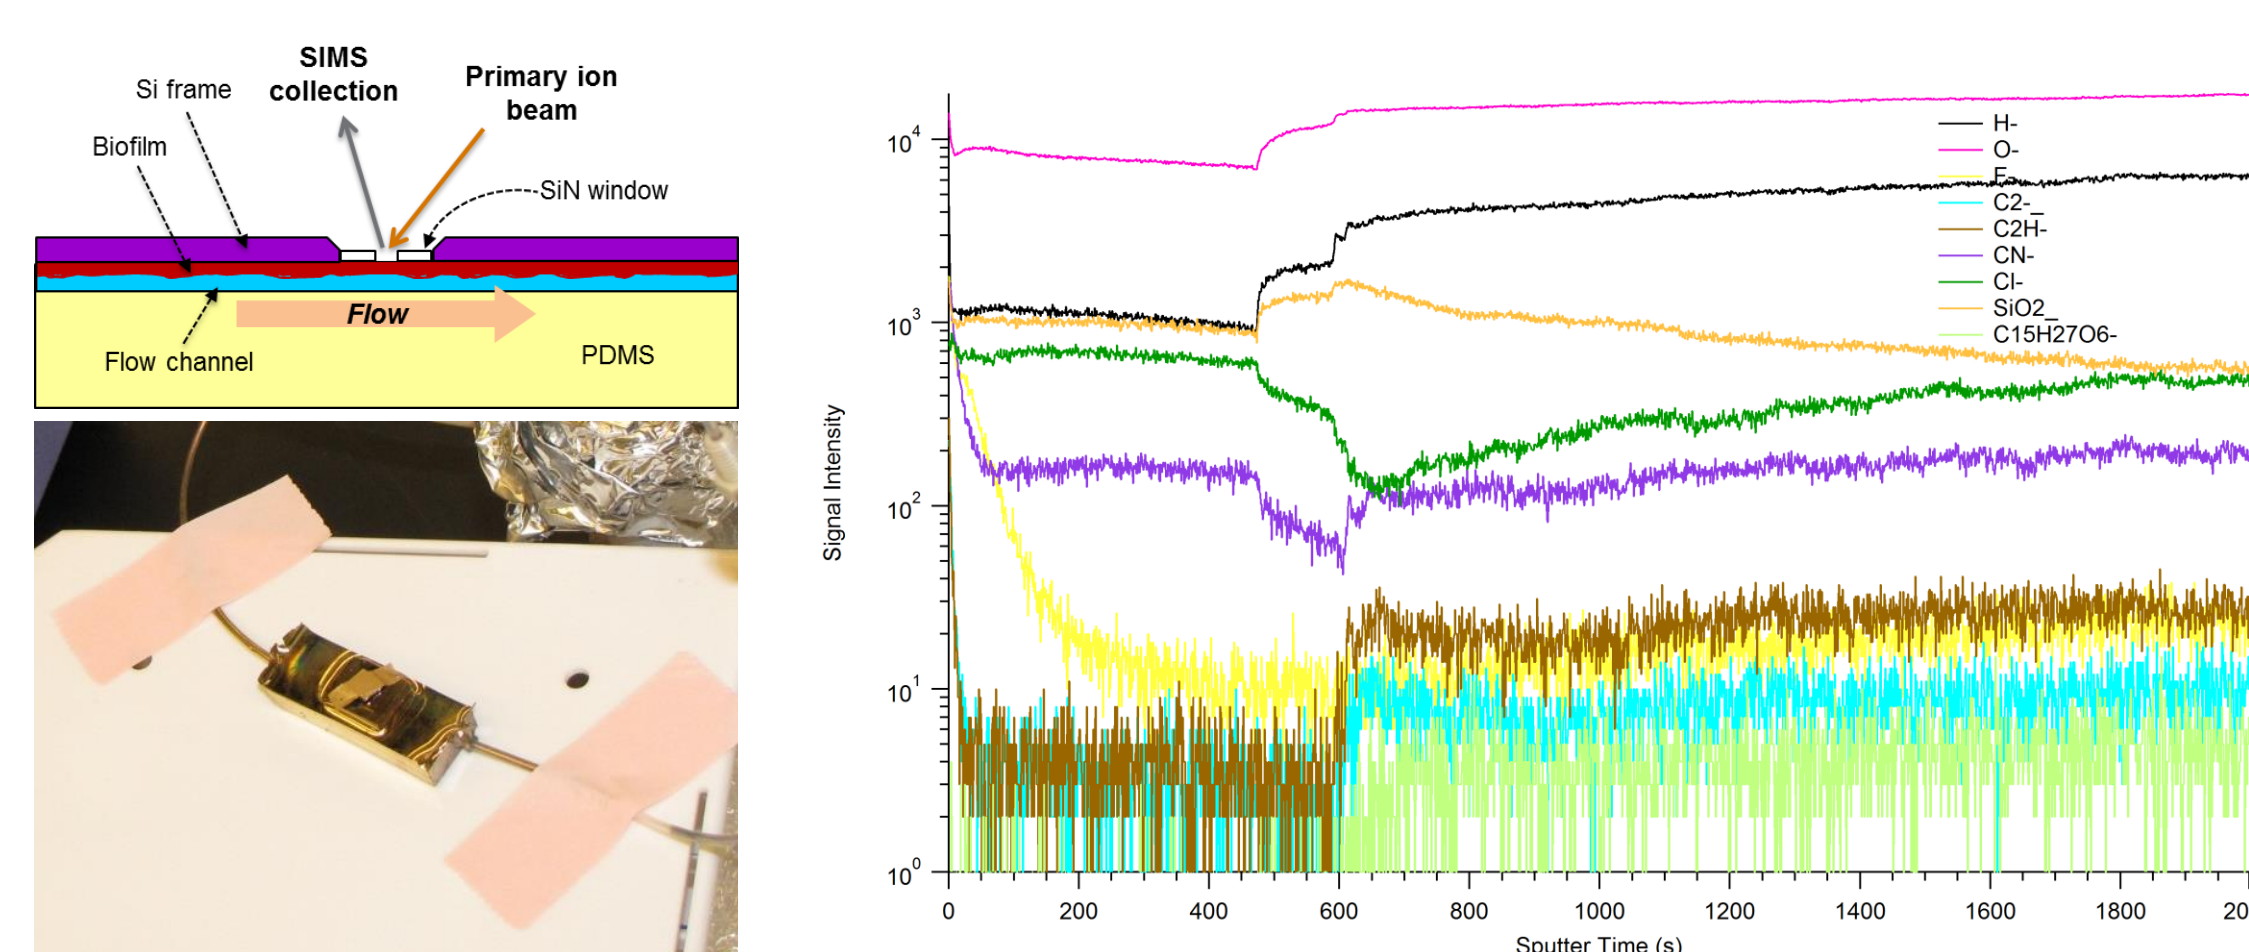 SIMS
collection
Primary ion
beam
Si frame
Biofilm
SiN window
Flow
Flow channel
PDMS
Signal Intensity
10^4
10^3
10^2
10^1
10^0
H-
O-
F-
C2-_
C2H-
CN-
Cl-
SiO2_
C15H27O6-
0
200
400
600
800
1000
1200
1400
1600
1800
20
Sputter Time (s)